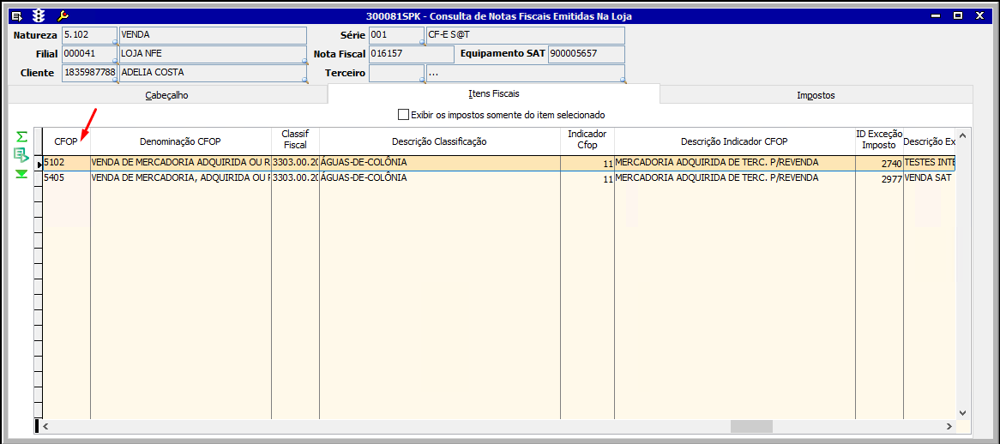 300081SPK - Consulta de Notas Fiscais Emitidas Na Loja
Natureza 5.102 VENDA Série 001 CF-E S@T
Filial 000041 LOJA NFE Nota Fiscal 016157 Equipamento SAT 900005657
Cliente 1835987788 ADELIA COSTA Terceiro ...
Cabeçalho Itens Fiscais Impostos
Exibir os impostos somente do item selecionado
CFOP Denominação CFOP Classif Fiscal Descrição Classificação Indicador Cfop Descrição Indicador CFOP ID Exceção Imposto Descrição Ex
5102 VENDA DE MERCADORIA ADQUIRIDA OU R 3303.00.20 ÁGUAS-DE-COLÔNIA 11 MERCADORIA ADQUIRIDA DE TERC. P/REVENDA 2740 TESTES INTE
5405 VENDA DE MERCADORIA, ADQUIRIDA OU F 3303.00.20 ÁGUAS-DE-COLÔNIA 11 MERCADORIA ADQUIRIDA DE TERC. P/REVENDA 2977 VENDA SAT